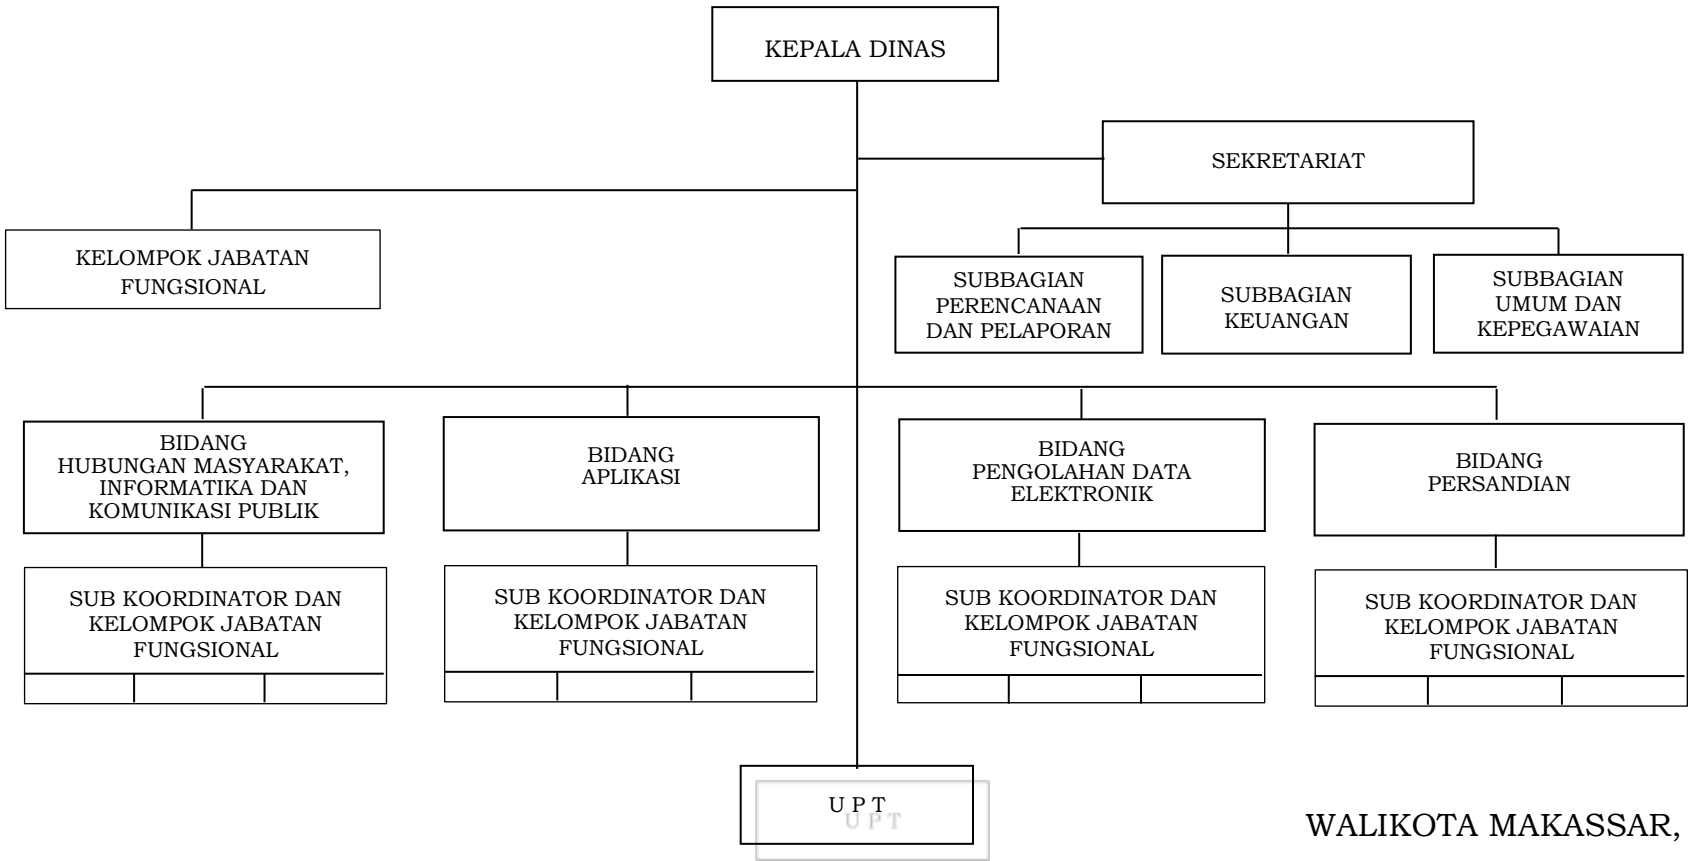 KEPALA DINAS
SEKRETARIAT
KELOMPOK JABATAN
FUNGSIONAL
SUBBAGIAN
PERENCANAAN
DAN PELAPORAN
SUBBAGIAN
KEUANGAN
SUBBAGIAN
UMUM DAN
KEPEGAWAIAN
BIDANG
HUBUNGAN MASYARAKAT,
INFORMATIKA DAN
KOMUNIKASI PUBLIK
BIDANG
APLIKASI
BIDANG
PENGOLAHAN DATA
ELEKTRONIK
BIDANG
PERSANDIAN
SUB KOORDINATOR DAN
KELOMPOK JABATAN
FUNGSIONAL
SUB KOORDINATOR DAN
KELOMPOK JABATAN
FUNGSIONAL
SUB KOORDINATOR DAN
KELOMPOK JABATAN
FUNGSIONAL
SUB KOORDINATOR DAN
KELOMPOK JABATAN
FUNGSIONAL
U P T
U P T
WALIKOTA MAKASSAR,